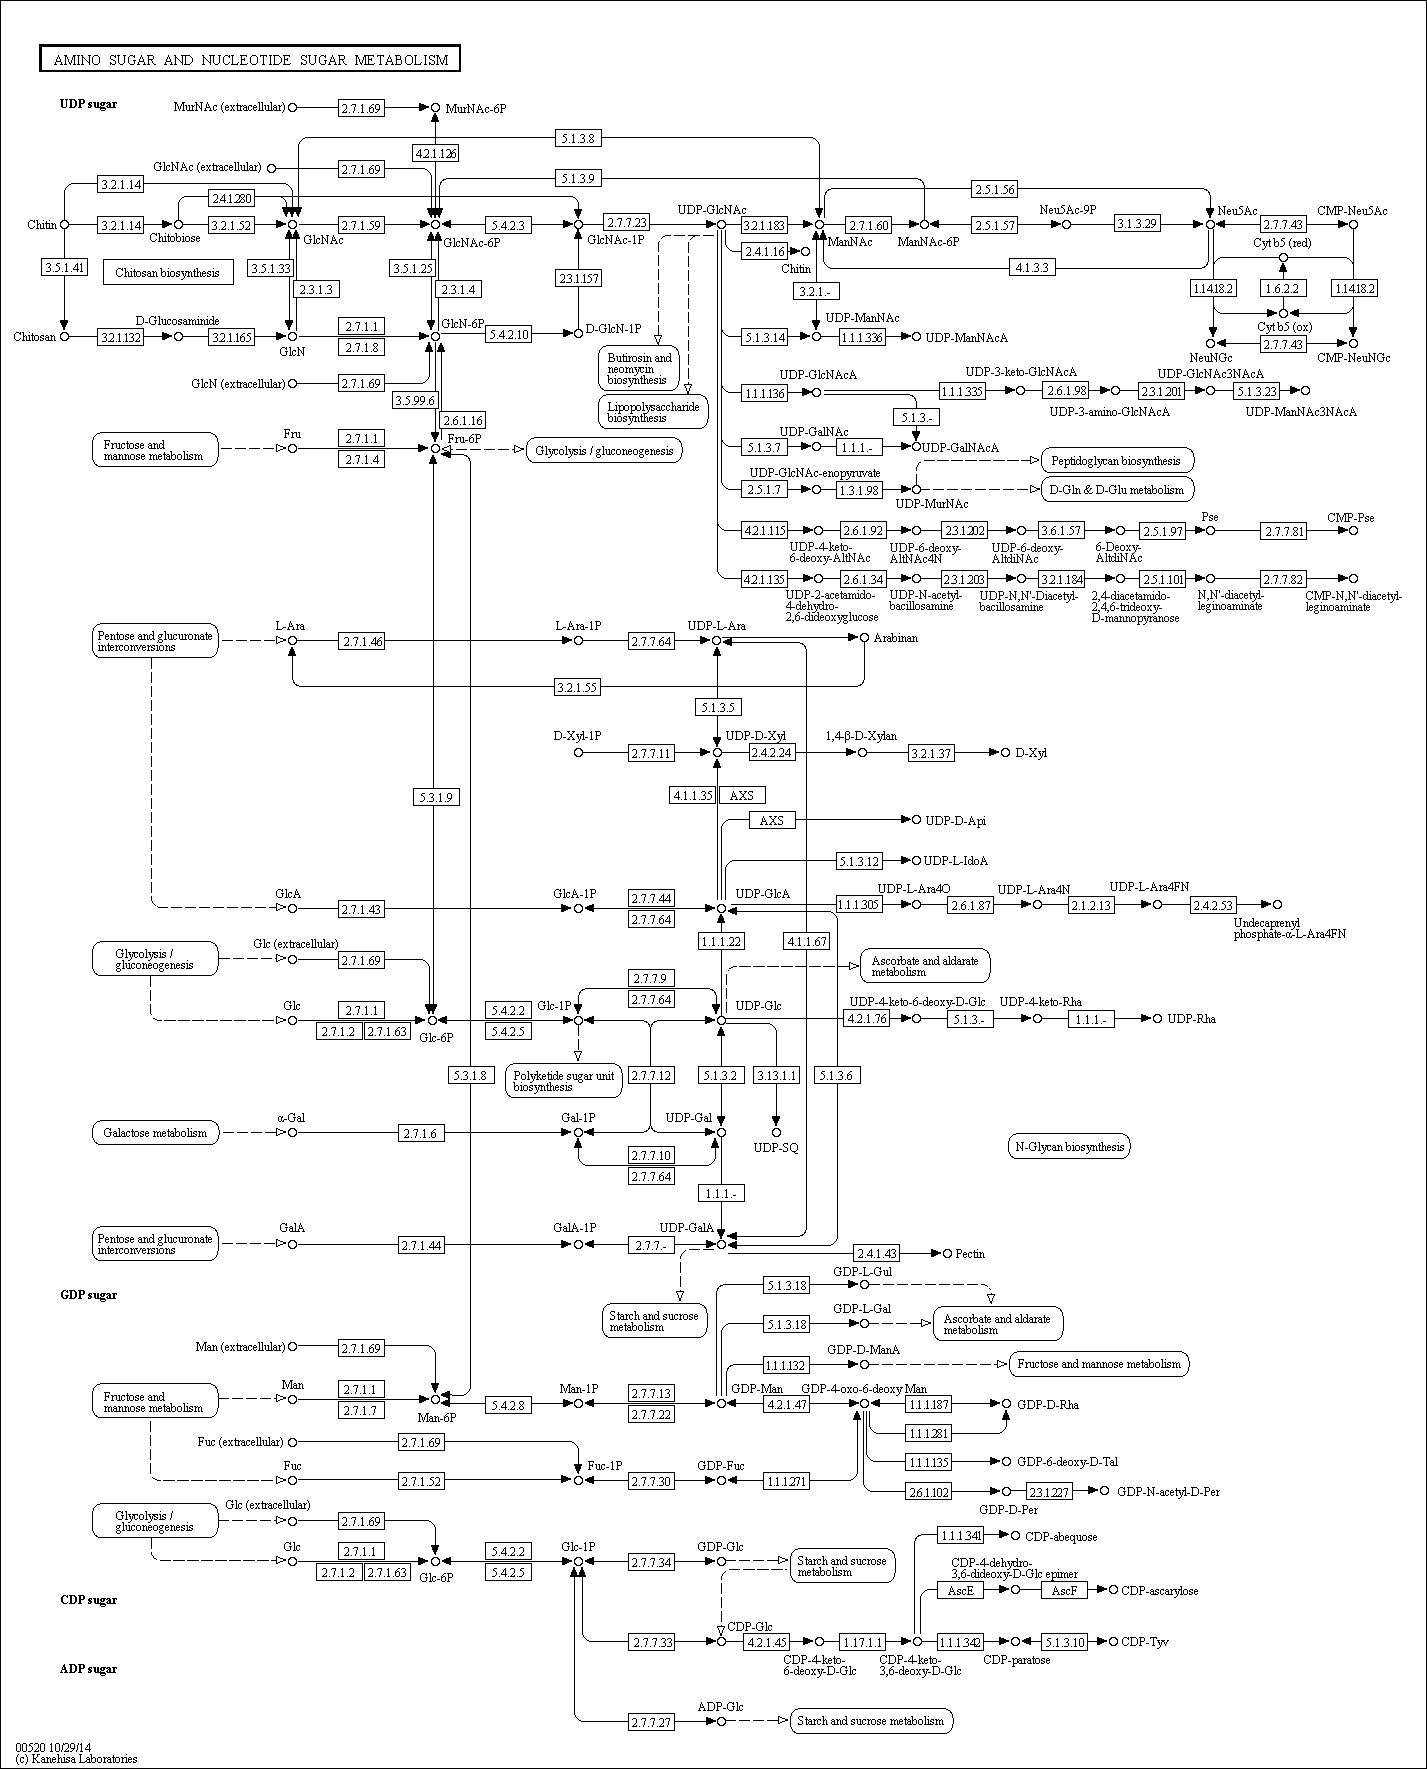 AMINO SUGAR AND NUCLEOTIDE SUGAR METABOLISM
UDP sugar
MurNAc (extracellular)
2.7.1.69
MurNAc-6P
5.1.3.8
4.2.1.126
GlcNAc (extracellular)
2.7.1.69
5.1.3.9
3.2.1.14
2.4.1.280
2.5.1.56
Chitin
3.2.1.14
Chitobiose
3.2.1.52
GlcNAc
2.7.1.59
GlcNAc-6P
5.4.2.3
GlcNAc-1P
2.7.7.23
UDP-GlcNAc
3.2.1.183
ManNAc
2.7.1.60
ManNAc-6P
2.5.1.57
Neu5Ac-9P
3.1.3.29
Neu5Ac
2.7.7.43
CMP-Neu5Ac
Cyt b5 (red)
2.4.1.16
Chitin
4.1.3.3
3.5.1.41
Chitosan biosynthesis
3.5.1.33
2.3.1.3
3.5.1.25
2.3.1.4
2.3.1.157
3.2.1.-
1.14.18.2
1.6.2.2
1.14.18.2
Cyt b5 (ox)
Chitosan
3.2.1.132
D-Glucosaminide
3.2.1.165
GlcN
2.7.1.1
2.7.1.8
GlcN-6P
5.4.2.10
D-GlcN-1P
UDP-ManNAc
5.1.3.14
1.1.1.336
UDP-ManNAcA
NeuNGc
2.7.7.43
CMP-NeuNGc
Butirosin and
neomycin
biosynthesis
GlcN (extracellular)
2.7.1.69
3.5.99.6
2.6.1.16
Lipopolysaccharide
biosynthesis
UDP-GlcNAcA
1.1.1.136
UDP-3-keto-GlcNAcA
1.1.1.335
2.6.1.98
UDP-3-amino-GlcNAcA
UDP-GlcNAc3NAcA
2.3.1.201
5.1.3.23
UDP-ManNAc3NAcA
5.1.3.-
Fructose and
mannose metabolism
Fru
2.7.1.1
2.7.1.4
Fru-6P
Glycolysis / gluconeogenesis
UDP-GalNAc
5.1.3.7
1.1.1.-
UDP-GalNAcA
Peptidoglycan biosynthesis
UDP-GlcNAc-enopyruvate
2.5.1.7
1.3.1.98
UDP-MurNAc
D-Gln & D-Glu metabolism
4.2.1.115
UDP-4-keto-
6-deoxy-AltNAc
2.6.1.92
UDP-6-deoxy-
AltNAc4N
2.3.1.202
UDP-6-deoxy-
AltdiNAc
3.6.1.57
6-Deoxy-
AltdiNAc
2.5.1.97
Pse
2.7.7.81
CMP-Pse
4.2.1.135
UDP-2-acetamido-
4-dehydro-
2,6-dideoxyglucose
2.6.1.34
UDP-N-acetyl-
bacillosamine
2.3.1.203
UDP-N,N'-Diacetyl-
bacillosamine
3.2.1.184
2,4-diacetamido-
2,4,6-trideoxy-
D-mannopyranose
2.5.1.101
N,N'-diacetyl-
leginoaminate
2.7.7.82
CMP-N,N'-diacetyl-
leginoaminate
Pentose and glucuronate
interconversions
L-Ara
2.7.1.46
L-Ara-1P
2.7.7.64
UDP-L-Ara
Arabinan
3.2.1.55
5.1.3.5
D-Xyl-1P
2.7.7.11
UDP-D-Xyl
2.4.2.24
1,4-β-D-Xylan
3.2.1.37
D-Xyl
5.3.1.9
4.1.1.35
AXS
AXS
UDP-D-Api
5.1.3.12
UDP-L-IdoA
GlcA
2.7.1.43
GlcA-1P
2.7.7.44
2.7.7.64
UDP-GlcA
1.1.1.305
UDP-L-Ara4O
2.6.1.87
UDP-L-Ara4N
2.1.2.13
UDP-L-Ara4FN
2.4.2.53
Undecaprenyl
phosphate-α-L-Ara4FN
1.1.1.22
4.1.1.67
Glycolysis /
gluconeogenesis
Glc (extracellular)
2.7.1.69
Ascorbate and aldarate
metabolism
2.7.7.9
2.7.7.64
Glc
2.7.1.1
2.7.1.2
2.7.1.63
Glc-6P
5.4.2.2
5.4.2.5
Glc-1P
UDP-Glc
UDP-4-keto-6-deoxy-D-Glc
4.2.1.76
5.1.3.-
UDP-4-keto-Rha
1.1.1.-
UDP-Rha
5.3.1.8
Polyketide sugar unit
biosynthesis
2.7.7.12
5.1.3.2
3.13.1.1
5.1.3.6
Galactose metabolism
α-Gal
2.7.1.6
Gal-1P
UDP-Gal
UDP-SQ
2.7.7.10
2.7.7.64
N-Glycan biosynthesis
1.1.1.-
Pentose and glucuronate
interconversions
GalA
2.7.1.44
GalA-1P
2.7.7.-
UDP-GalA
2.4.1.43
Pectin
GDP sugar
Starch and sucrose
metabolism
GDP-L-Gul
5.1.3.18
GDP-L-Gal
5.1.3.18
Ascorbate and aldarate
metabolism
Man (extracellular)
2.7.1.69
GDP-D-ManA
1.1.1.132
Fructose and mannose metabolism
Fructose and
mannose metabolism
Man
2.7.1.1
2.7.1.7
Man-6P
5.4.2.8
Man-1P
2.7.7.13
2.7.7.22
GDP-Man
4.2.1.47
GDP-4-oxo-6-deoxy Man
1.1.1.187
GDP-D-Rha
1.1.1.281
Fuc (extracellular)
2.7.1.69
Fuc
2.7.1.52
Fuc-1P
2.7.7.30
GDP-Fuc
1.1.1.271
1.1.1.135
GDP-6-deoxy-D-Tal
2.6.1.102
GDP-D-Per
2.3.1.227
GDP-N-acetyl-D-Per
Glycolysis /
gluconeogenesis
Glc (extracellular)
2.7.1.69
Glc
2.7.1.1
2.7.1.2
2.7.1.63
Glc-6P
5.4.2.2
5.4.2.5
Glc-1P
2.7.7.34
GDP-Glc
Starch and sucrose
metabolism
1.1.1.341
CDP-abequose
CDP-4-dehydro-
3,6-dideoxy-D-Glc epimer
AscE
AscF
CDP-ascarylose
CDP sugar
2.7.7.33
CDP-Glc
4.2.1.45
CDP-4-keto-
6-deoxy-D-Glc
1.17.1.1
CDP-4-keto-
3,6-deoxy-D-Glc
1.1.1.342
CDP-paratose
5.1.3.10
CDP-Tyv
ADP sugar
2.7.7.27
ADP-Glc
Starch and sucrose metabolism
00520 10/29/14
(c) Kanehisa Laboratories